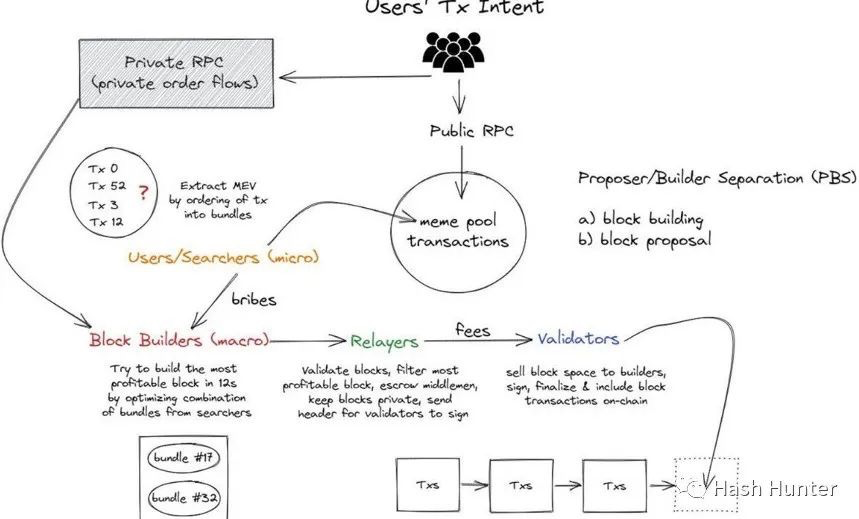 Users' Tx Intent
Private RPC
(private order flows)
Public RPC
Tx 0
Tx 52
Tx 3
Tx 12
?
Extract MEV
by ordering of tx
into bundles
meme pool
transactions
Proposer/Builder Separation (PBS)
a) block building
b) block proposal
Users/Searchers (micro)
bribes
Block Builders (macro)
Relayers
fees
Validators
Try to build the most
profitable block in 12s
by optimizing combination
of bundles from searchers
Validate blocks, filter most
profitable block, escrow middlemen,
keep blocks private, send
header for validators to sign
sell block space to builders,
sign, finalize & include block
transactions on-chain
bundle #17
bundle #32
Txs
Txs
Txs
Hash Hunter